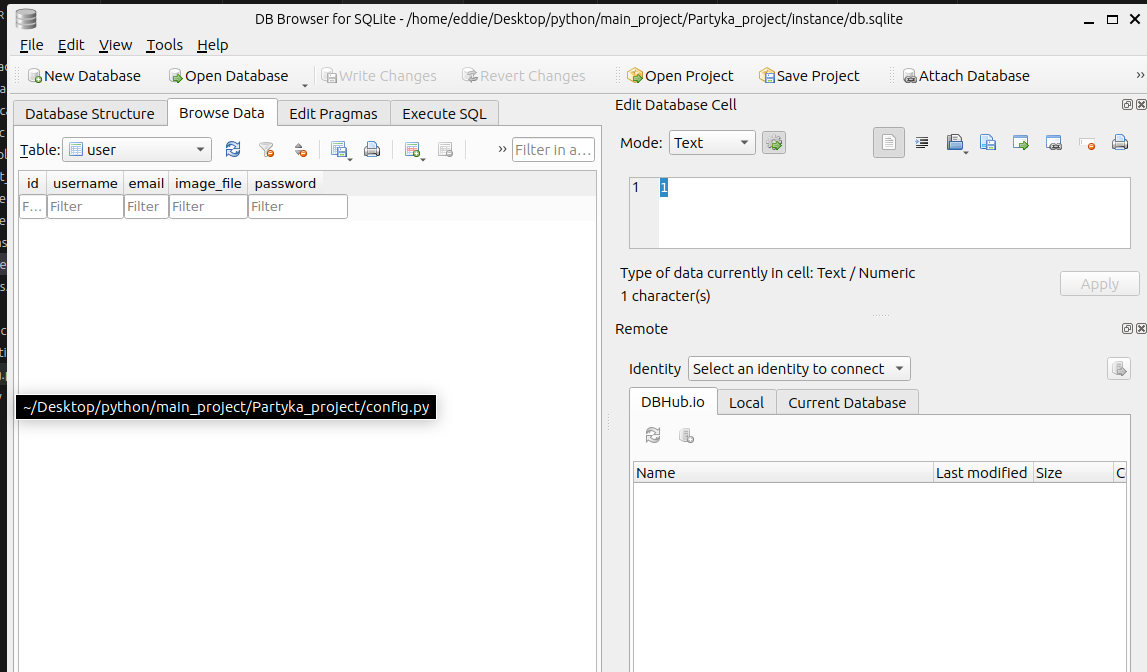 DB Browser for SQLite - /home/eddie/Desktop/python/main_project/Partyka_project/instance/db.sqlite
File Edit View Tools Help
New Database Open Database Write Changes Revert Changes Open Project Save Project Attach Database »
Database Structure Browse Data Edit Pragmas Execute SQL
Table: user » Filter in a...
id username email image_file password
F... Filter Filter Filter Filter
~/Desktop/python/main_project/Partyka_project/config.py
Edit Database Cell
Mode: Text
1 1
Type of data currently in cell: Text / Numeric
1 character(s)
Apply
Remote
Identity Select an identity to connect
DBHub.io Local Current Database
Name Last modified Size C